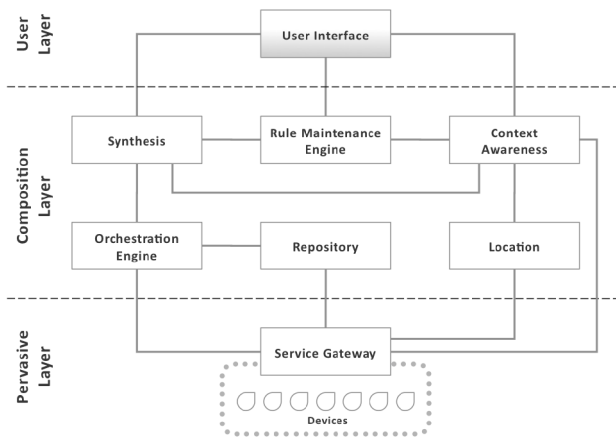 User
Layer
User Interface
Composition
Layer
Synthesis
Rule Maintenance
Engine
Context
Awareness
Orchestration
Engine
Repository
Location
Pervasive
Layer
Service Gateway
Devices